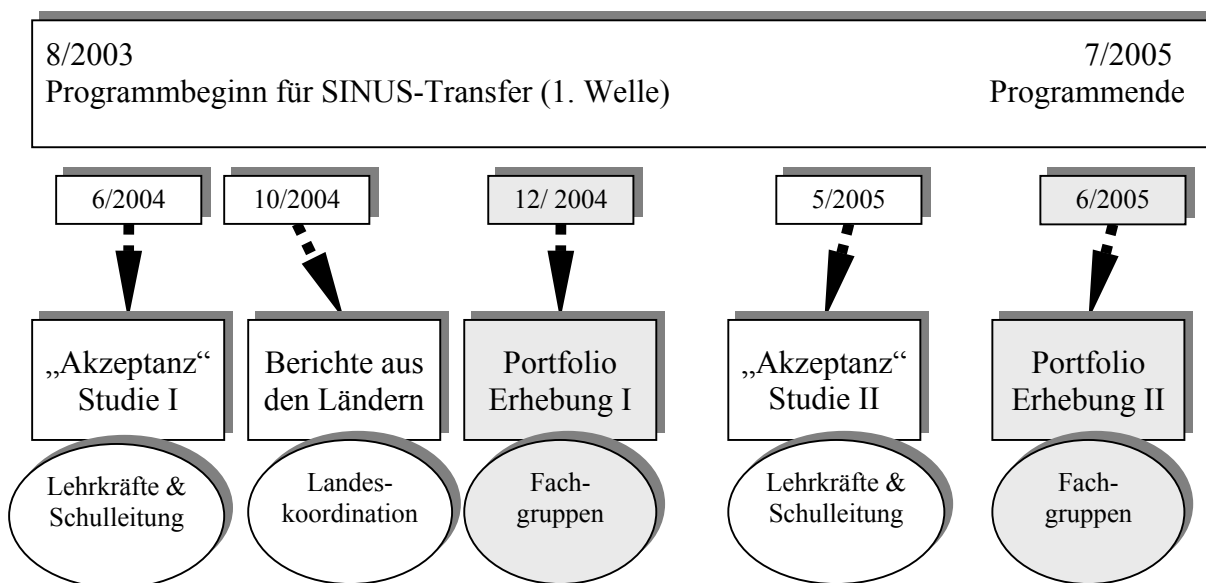 8/2003 7/2005
Programmbeginn für SINUS-Transfer (1. Welle) Programmende
6/2004 10/2004 12/ 2004 5/2005 6/2005
„Akzeptanz“
Studie I
Berichte aus
den Ländern
Portfolio
Erhebung I
„Akzeptanz“
Studie II
Portfolio
Erhebung II
Lehrkräfte &
Schulleitung
Landes-
koordination
Fach-
gruppen
Lehrkräfte &
Schulleitung
Fach-
gruppen